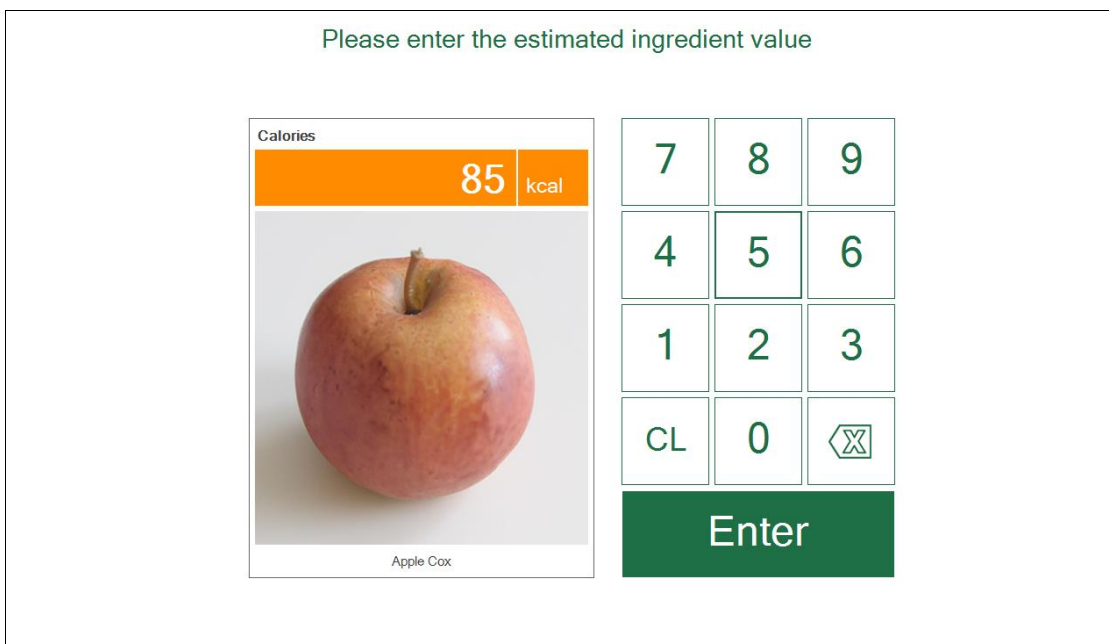 Please enter the estimated ingredient value
Calories
85 kcal
7 8 9
4 5 6
1 2 3
CL 0 X
Enter
Apple Cox